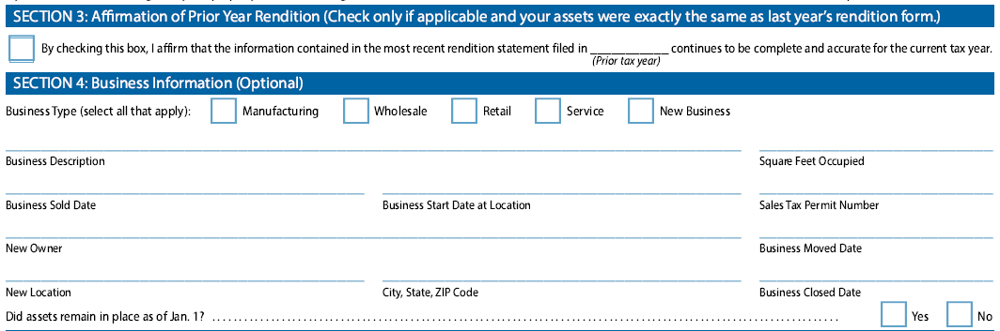 SECTION 3: Affirmation of Prior Year Rendition (Check only if applicable and your assets were exactly the same as last year's rendition form.)
By checking this box, I affirm that the information contained in the most recent rendition statement filed in ___________ continues to be complete and accurate for the current tax year.
(Prior tax year)
SECTION 4: Business Information (Optional)
Business Type (select all that apply): Manufacturing Wholesale Retail Service New Business
Business Description Square Feet Occupied
Business Sold Date Business Start Date at Location Sales Tax Permit Number
New Owner Business Moved Date
New Location City, State, ZIP Code Business Closed Date
Did assets remain in place as of Jan. 1? Yes No